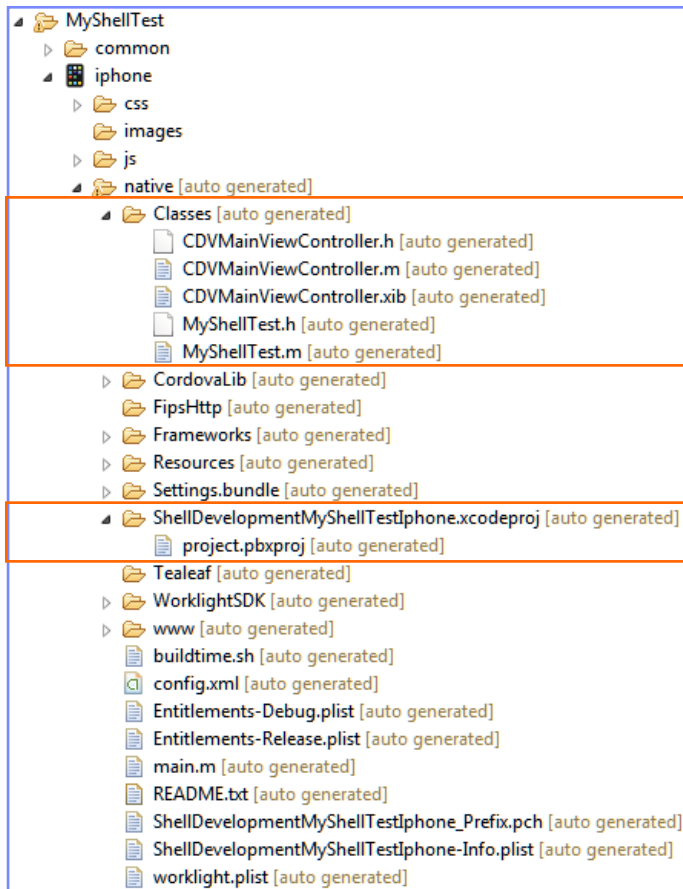 MyShellTest
common
iphone
css
images
js
native [auto generated]
Classes [auto generated]
CDVMainViewController.h [auto generated]
CDVMainViewController.m [auto generated]
CDVMainViewController.xib [auto generated]
MyShellTest.h [auto generated]
MyShellTest.m [auto generated]
CordovaLib [auto generated]
FipsHttp [auto generated]
Frameworks [auto generated]
Resources [auto generated]
Settings.bundle [auto generated]
ShellDevelopmentMyShellTestIphone.xcodeproj [auto generated]
project.pbxproj [auto generated]
Tealeaf [auto generated]
WorklightSDK [auto generated]
www [auto generated]
buildtime.sh [auto generated]
config.xml [auto generated]
Entitlements-Debug.plist [auto generated]
Entitlements-Release.plist [auto generated]
main.m [auto generated]
README.txt [auto generated]
ShellDevelopmentMyShellTestIphone_Prefix.pch [auto generated]
ShellDevelopmentMyShellTestIphone-Info.plist [auto generated]
worklight.plist [auto generated]